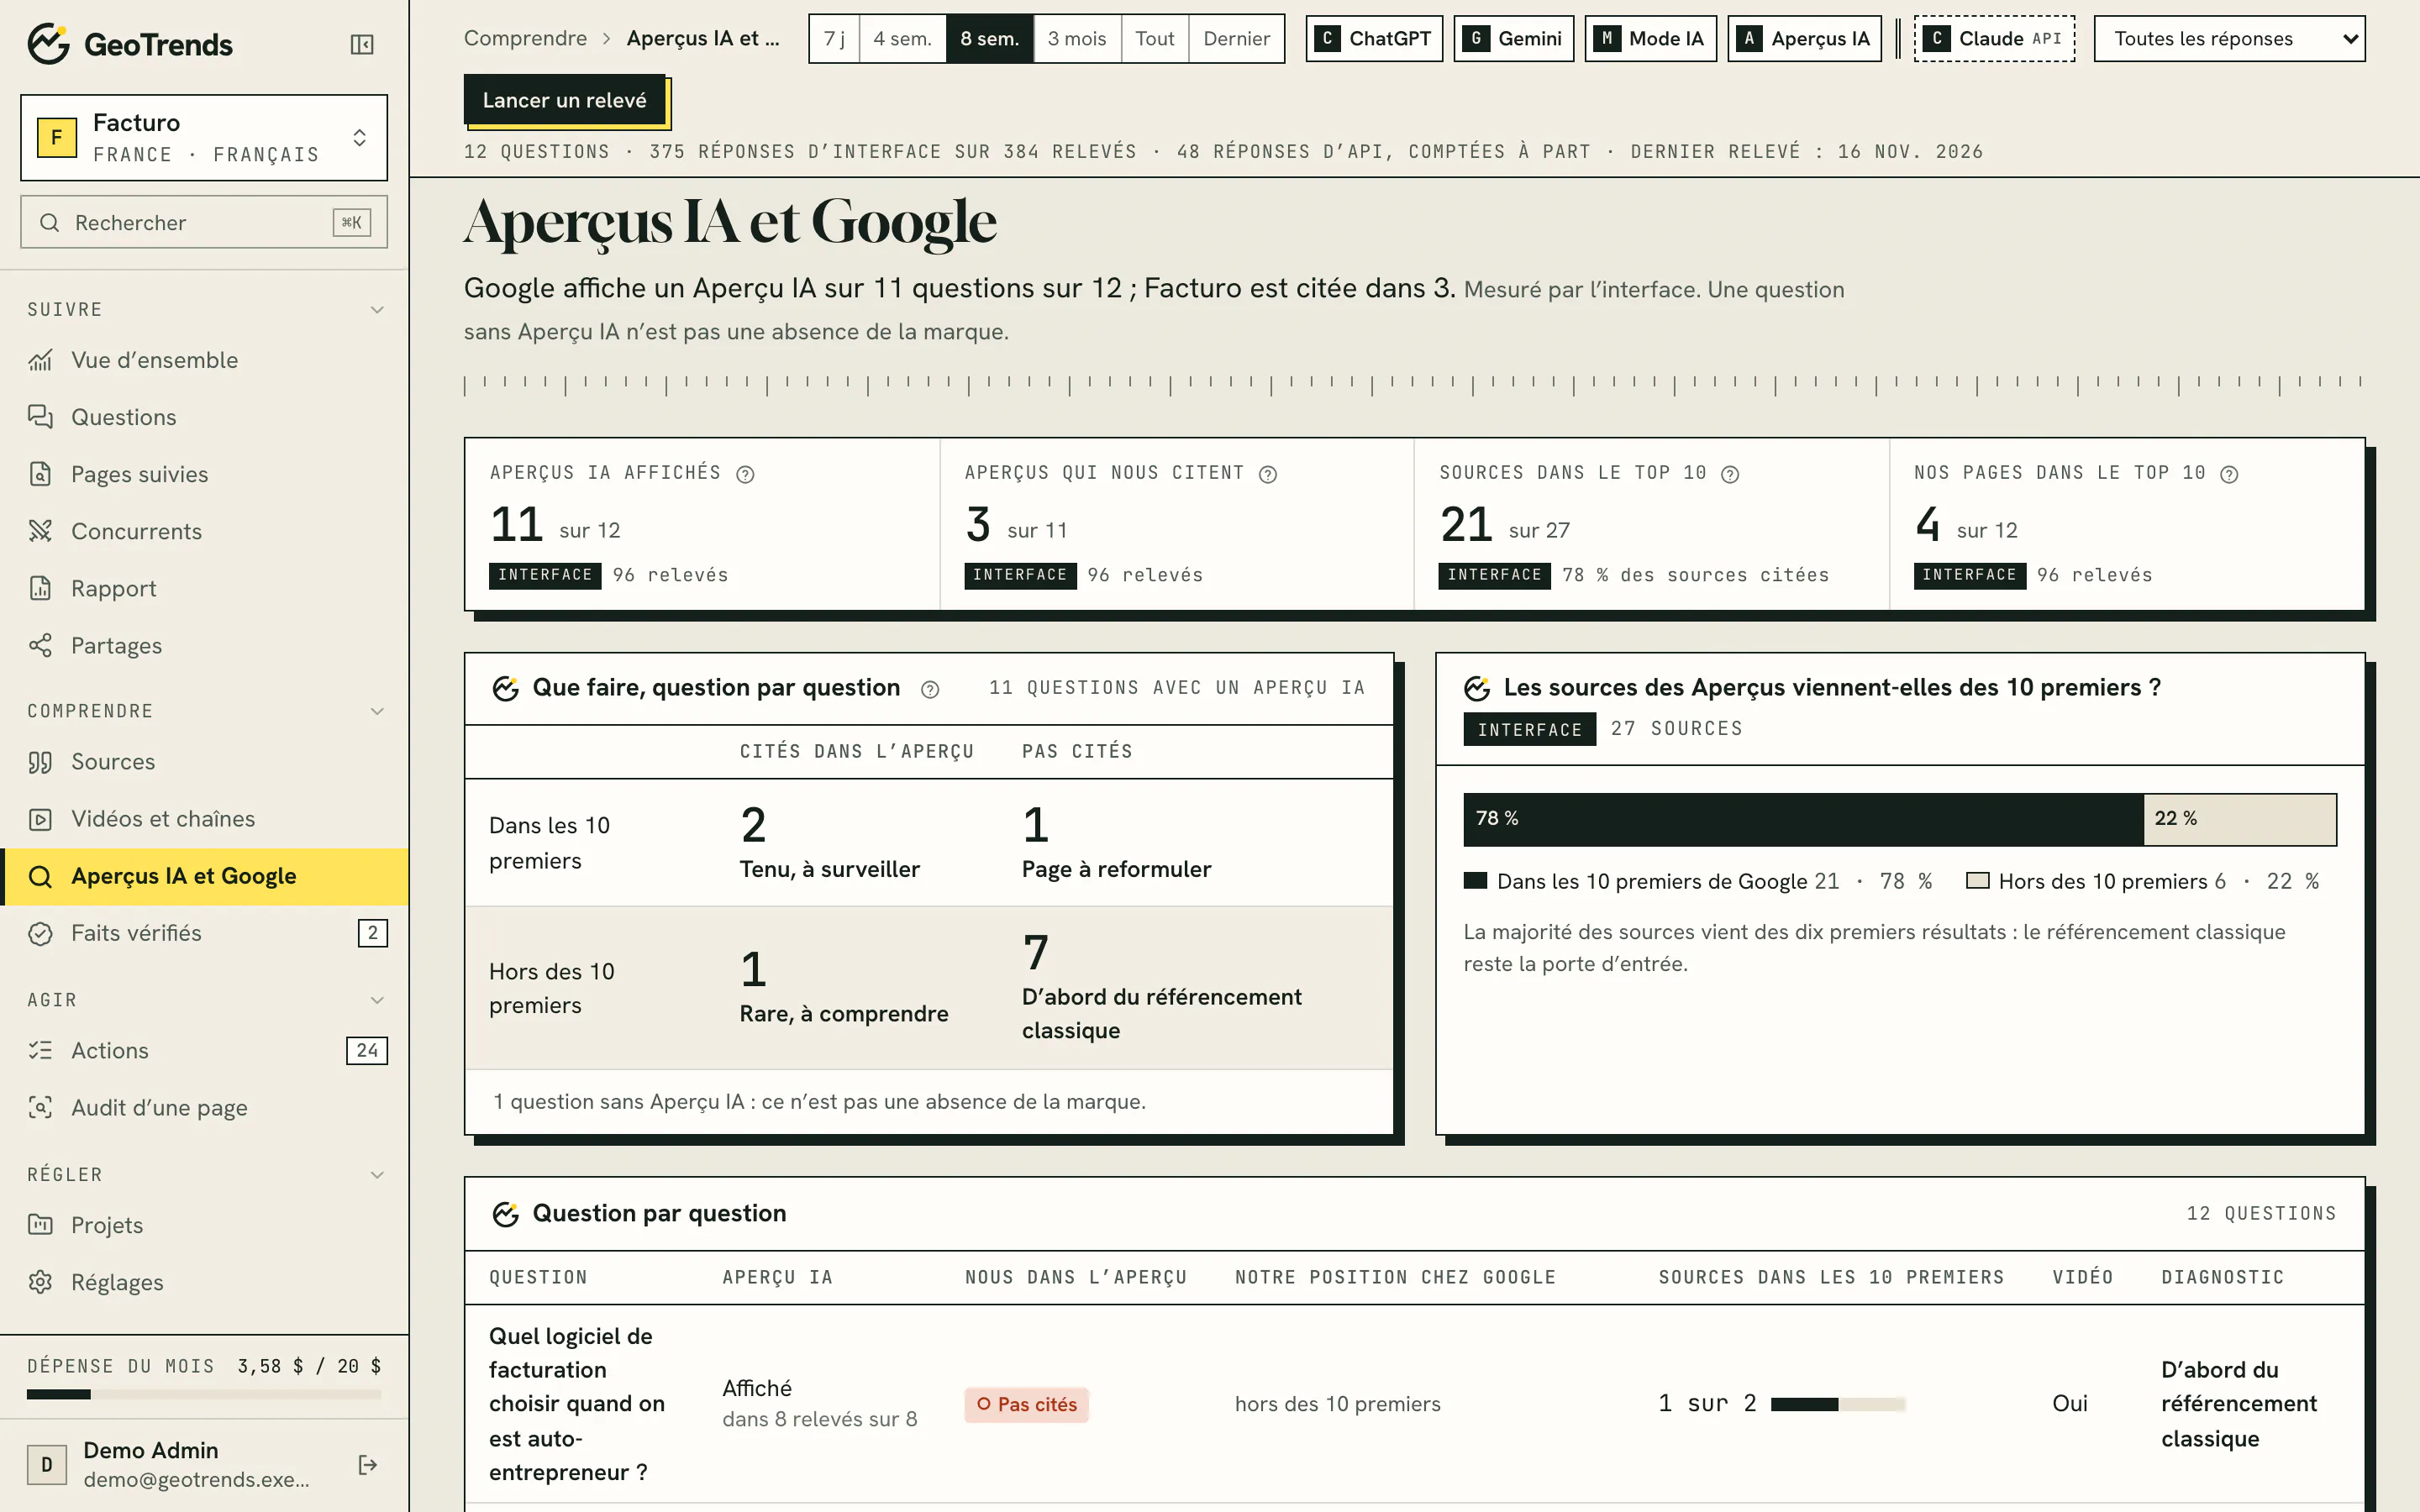 GeoTrends
F
Facturo
FRANCE · FRANÇAIS
Rechercher
⌘K
SUIVRE
Vue d’ensemble
Questions
Pages suivies
Concurrents
Rapport
Partages
COMPRENDRE
Sources
Vidéos et chaînes
Aperçus IA et Google
Faits vérifiés
2
AGIR
Actions
24
Audit d’une page
RÉGLER
Projets
Réglages
DÉPENSE DU MOIS 3,58 $ / 20 $
D
Demo Admin
demo@geotrends.exe...
Comprendre > Aperçus IA et ...
7 j 4 sem. 8 sem. 3 mois Tout Dernier
C ChatGPT G Gemini M Mode IA A Aperçus IA C Claude API
Toutes les réponses
Lancer un relevé
12 QUESTIONS · 375 RÉPONSES D’INTERFACE SUR 384 RELEVÉS · 48 RÉPONSES D’API, COMPTÉES À PART · DERNIER RELEVÉ : 16 NOV. 2026
Aperçus IA et Google
Google affiche un Aperçu IA sur 11 questions sur 12 ; Facturo est citée dans 3. Mesuré par l’interface. Une question
sans Aperçu IA n’est pas une absence de la marque.
APERÇUS IA AFFICHÉS ?
11 sur 12
INTERFACE 96 relevés
APERÇUS QUI NOUS CITENT ?
3 sur 11
INTERFACE 96 relevés
SOURCES DANS LE TOP 10 ?
21 sur 27
INTERFACE 78 % des sources citées
NOS PAGES DANS LE TOP 10 ?
4 sur 12
INTERFACE 96 relevés
Que faire, question par question ? 11 QUESTIONS AVEC UN APERÇU IA
CITÉS DANS L’APERÇU PAS CITÉS
Dans les 10
premiers
2
Tenu, à surveiller
1
Page à reformuler
Hors des 10
premiers
1
Rare, à comprendre
7
D’abord du référencement
classique
1 question sans Aperçu IA : ce n’est pas une absence de la marque.
Les sources des Aperçus viennent-elles des 10 premiers ?
INTERFACE 27 SOURCES
78 % 22 %
Dans les 10 premiers de Google 21 · 78 % Hors des 10 premiers 6 · 22 %
La majorité des sources vient des dix premiers résultats : le référencement classique
reste la porte d’entrée.
Question par question
12 QUESTIONS
QUESTION APERÇU IA NOUS DANS L’APERÇU NOTRE POSITION CHEZ GOOGLE SOURCES DANS LES 10 PREMIERS VIDÉO DIAGNOSTIC
Quel logiciel de
facturation
choisir quand on
est auto-
entrepreneur ?
Affiché
dans 8 relevés sur 8
Pas cités
hors des 10 premiers
1 sur 2
Oui
D’abord du
référencement
classique